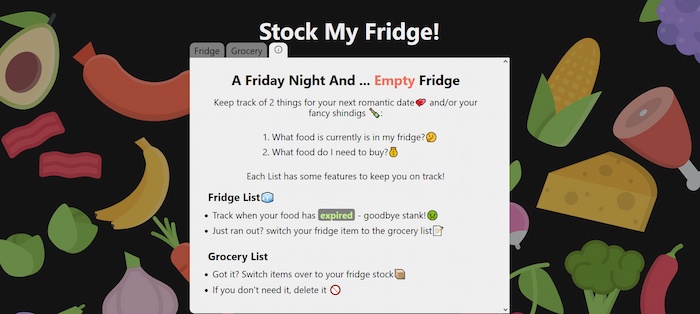 Stock My Fridge!
Fridge Grocery
A Friday Night And ... Empty Fridge
Keep track of 2 things for your next romantic date💞 and/or your
fancy shindigs 🍾:
1. What food is currently is in my fridge?🤔
2. What food do I need to buy?💰
Each List has some features to keep you on track!
Fridge List🧊
• Track when your food has expired - goodbye stank!🤢
• Just ran out? switch your fridge item to the grocery list📝
Grocery List
• Got it? Switch items over to your fridge stock📦
• If you don't need it, delete it 🚫